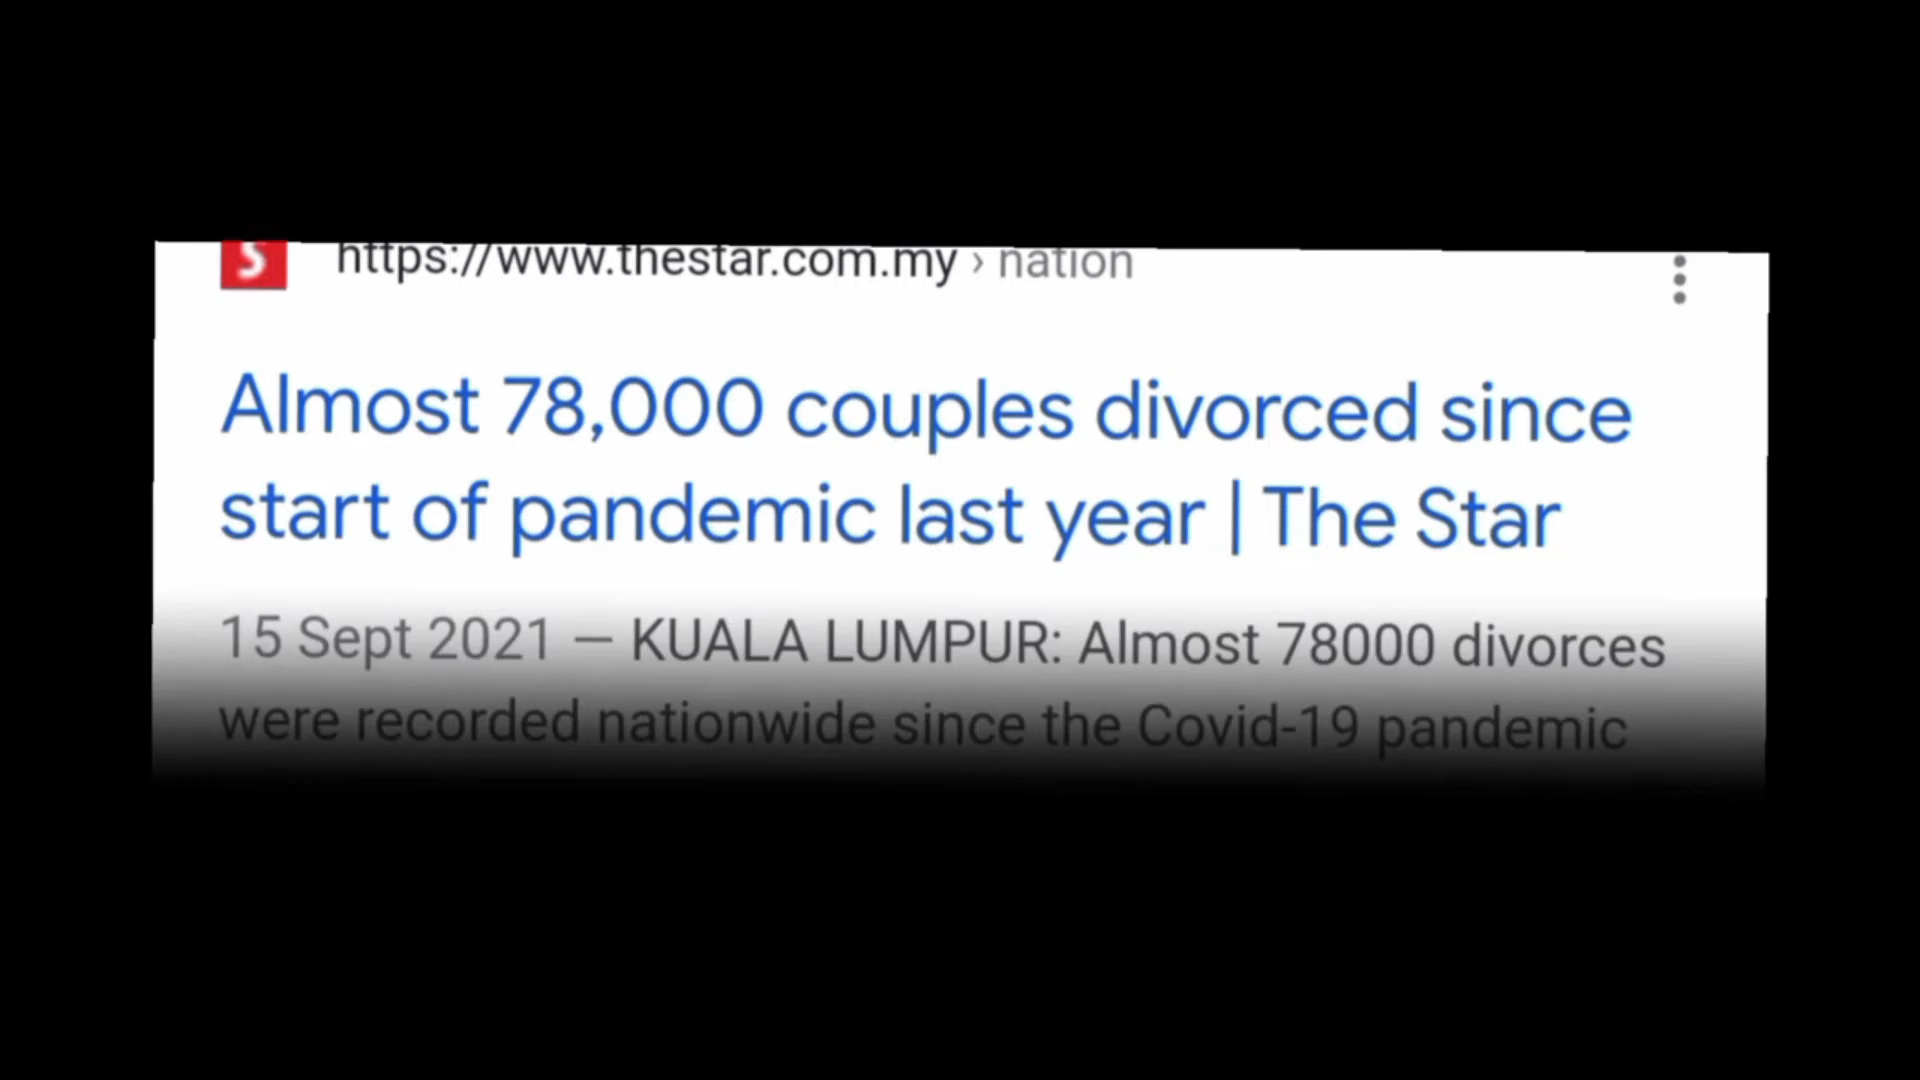 S
https://www.thestar.com.my › nation
Almost 78,000 couples divorced since
start of pandemic last year | The Star
15 Sept 2021 — KUALA LUMPUR: Almost 78000 divorces
were recorded nationwide since the Covid-19 pandemic